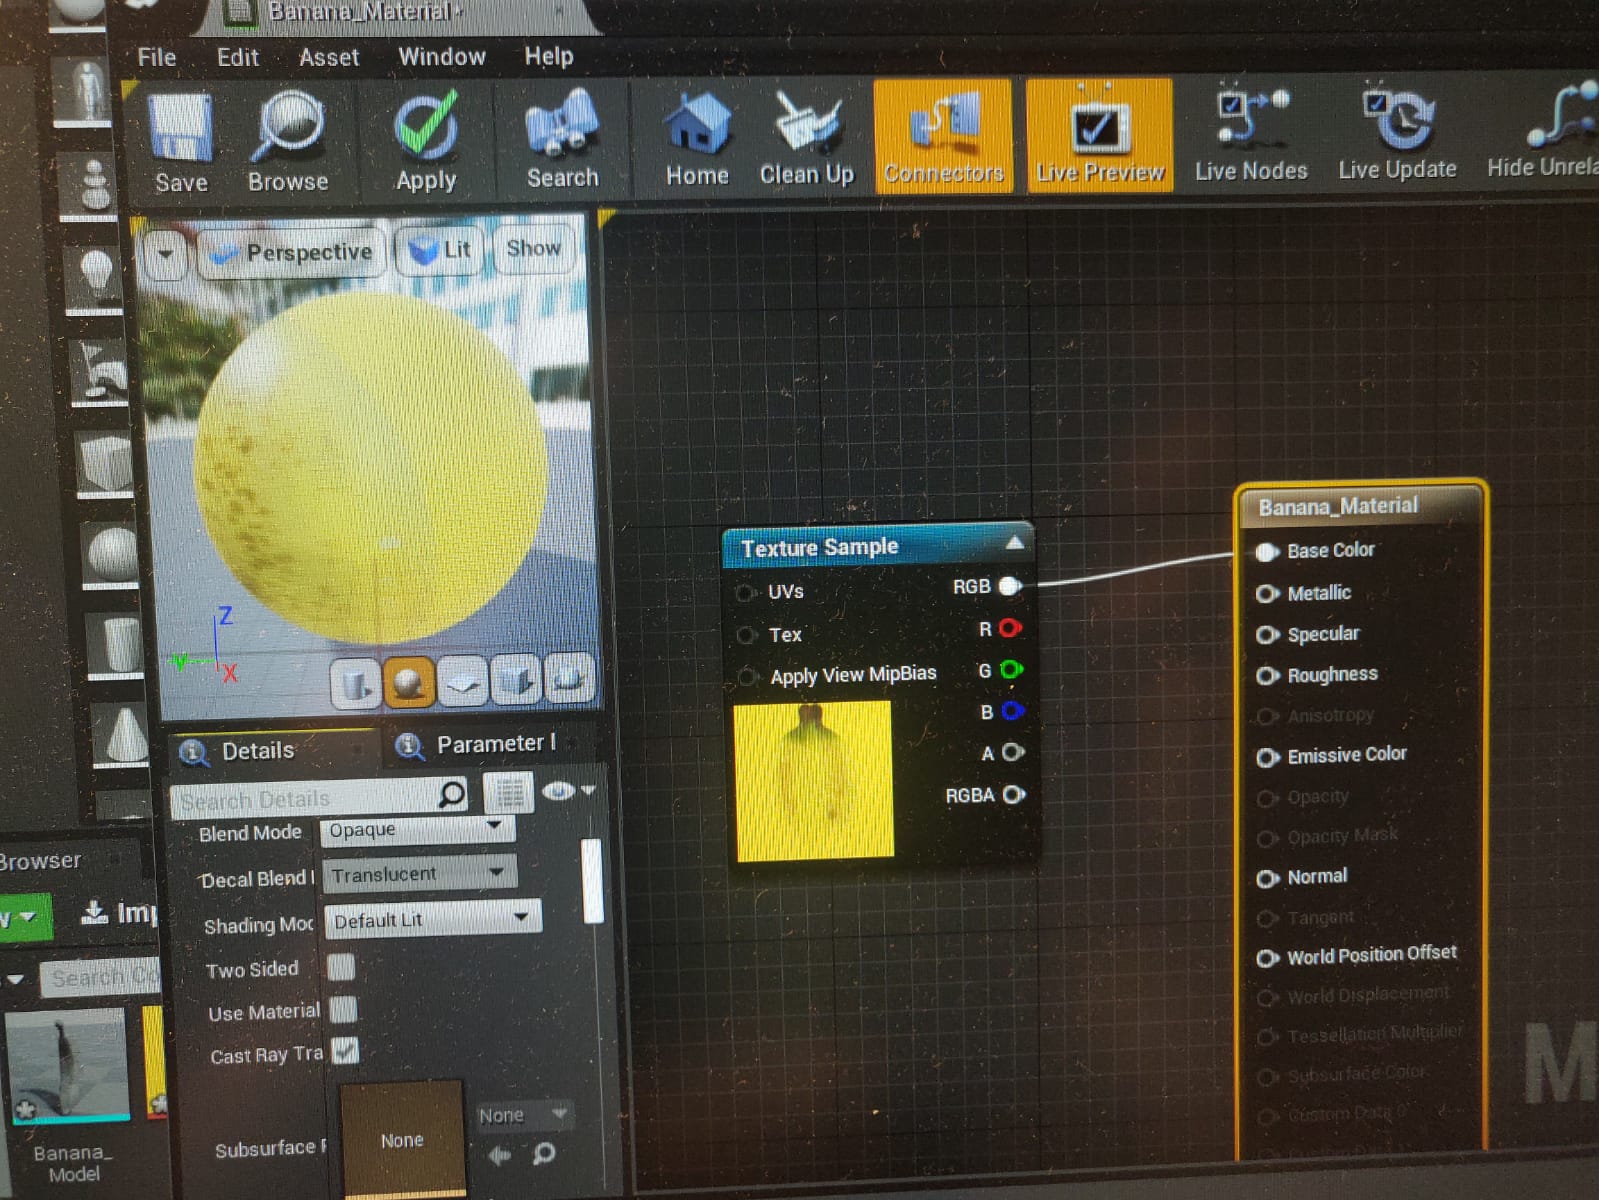 Banana_Material*
File Edit Asset Window Help
Save Browse Apply Search Home Clean Up Connectors Live Preview Live Nodes Live Update Hide Unrela
Perspective Lit Show
Z
Y
X
Details Parameter
Search Details
Blend Mode Opaque
Decal Blend Translucent
Shading Mod Default Lit
Two Sided
Use Material
Cast Ray Tra
Subsurface P None None
Browser
Imp
Search Co
Banana_
Model
Texture Sample
UVs RGB
Tex R
Apply View MipBias G
B
A
RGBA
Banana_Material
Base Color
Metallic
Specular
Roughness
Anisotropy
Emissive Color
Opacity
Opacity Mask
Normal
Tangent
World Position Offset
World Displacement
Tessellation Multiplier
Subsurface Color
Custom Data 0
M